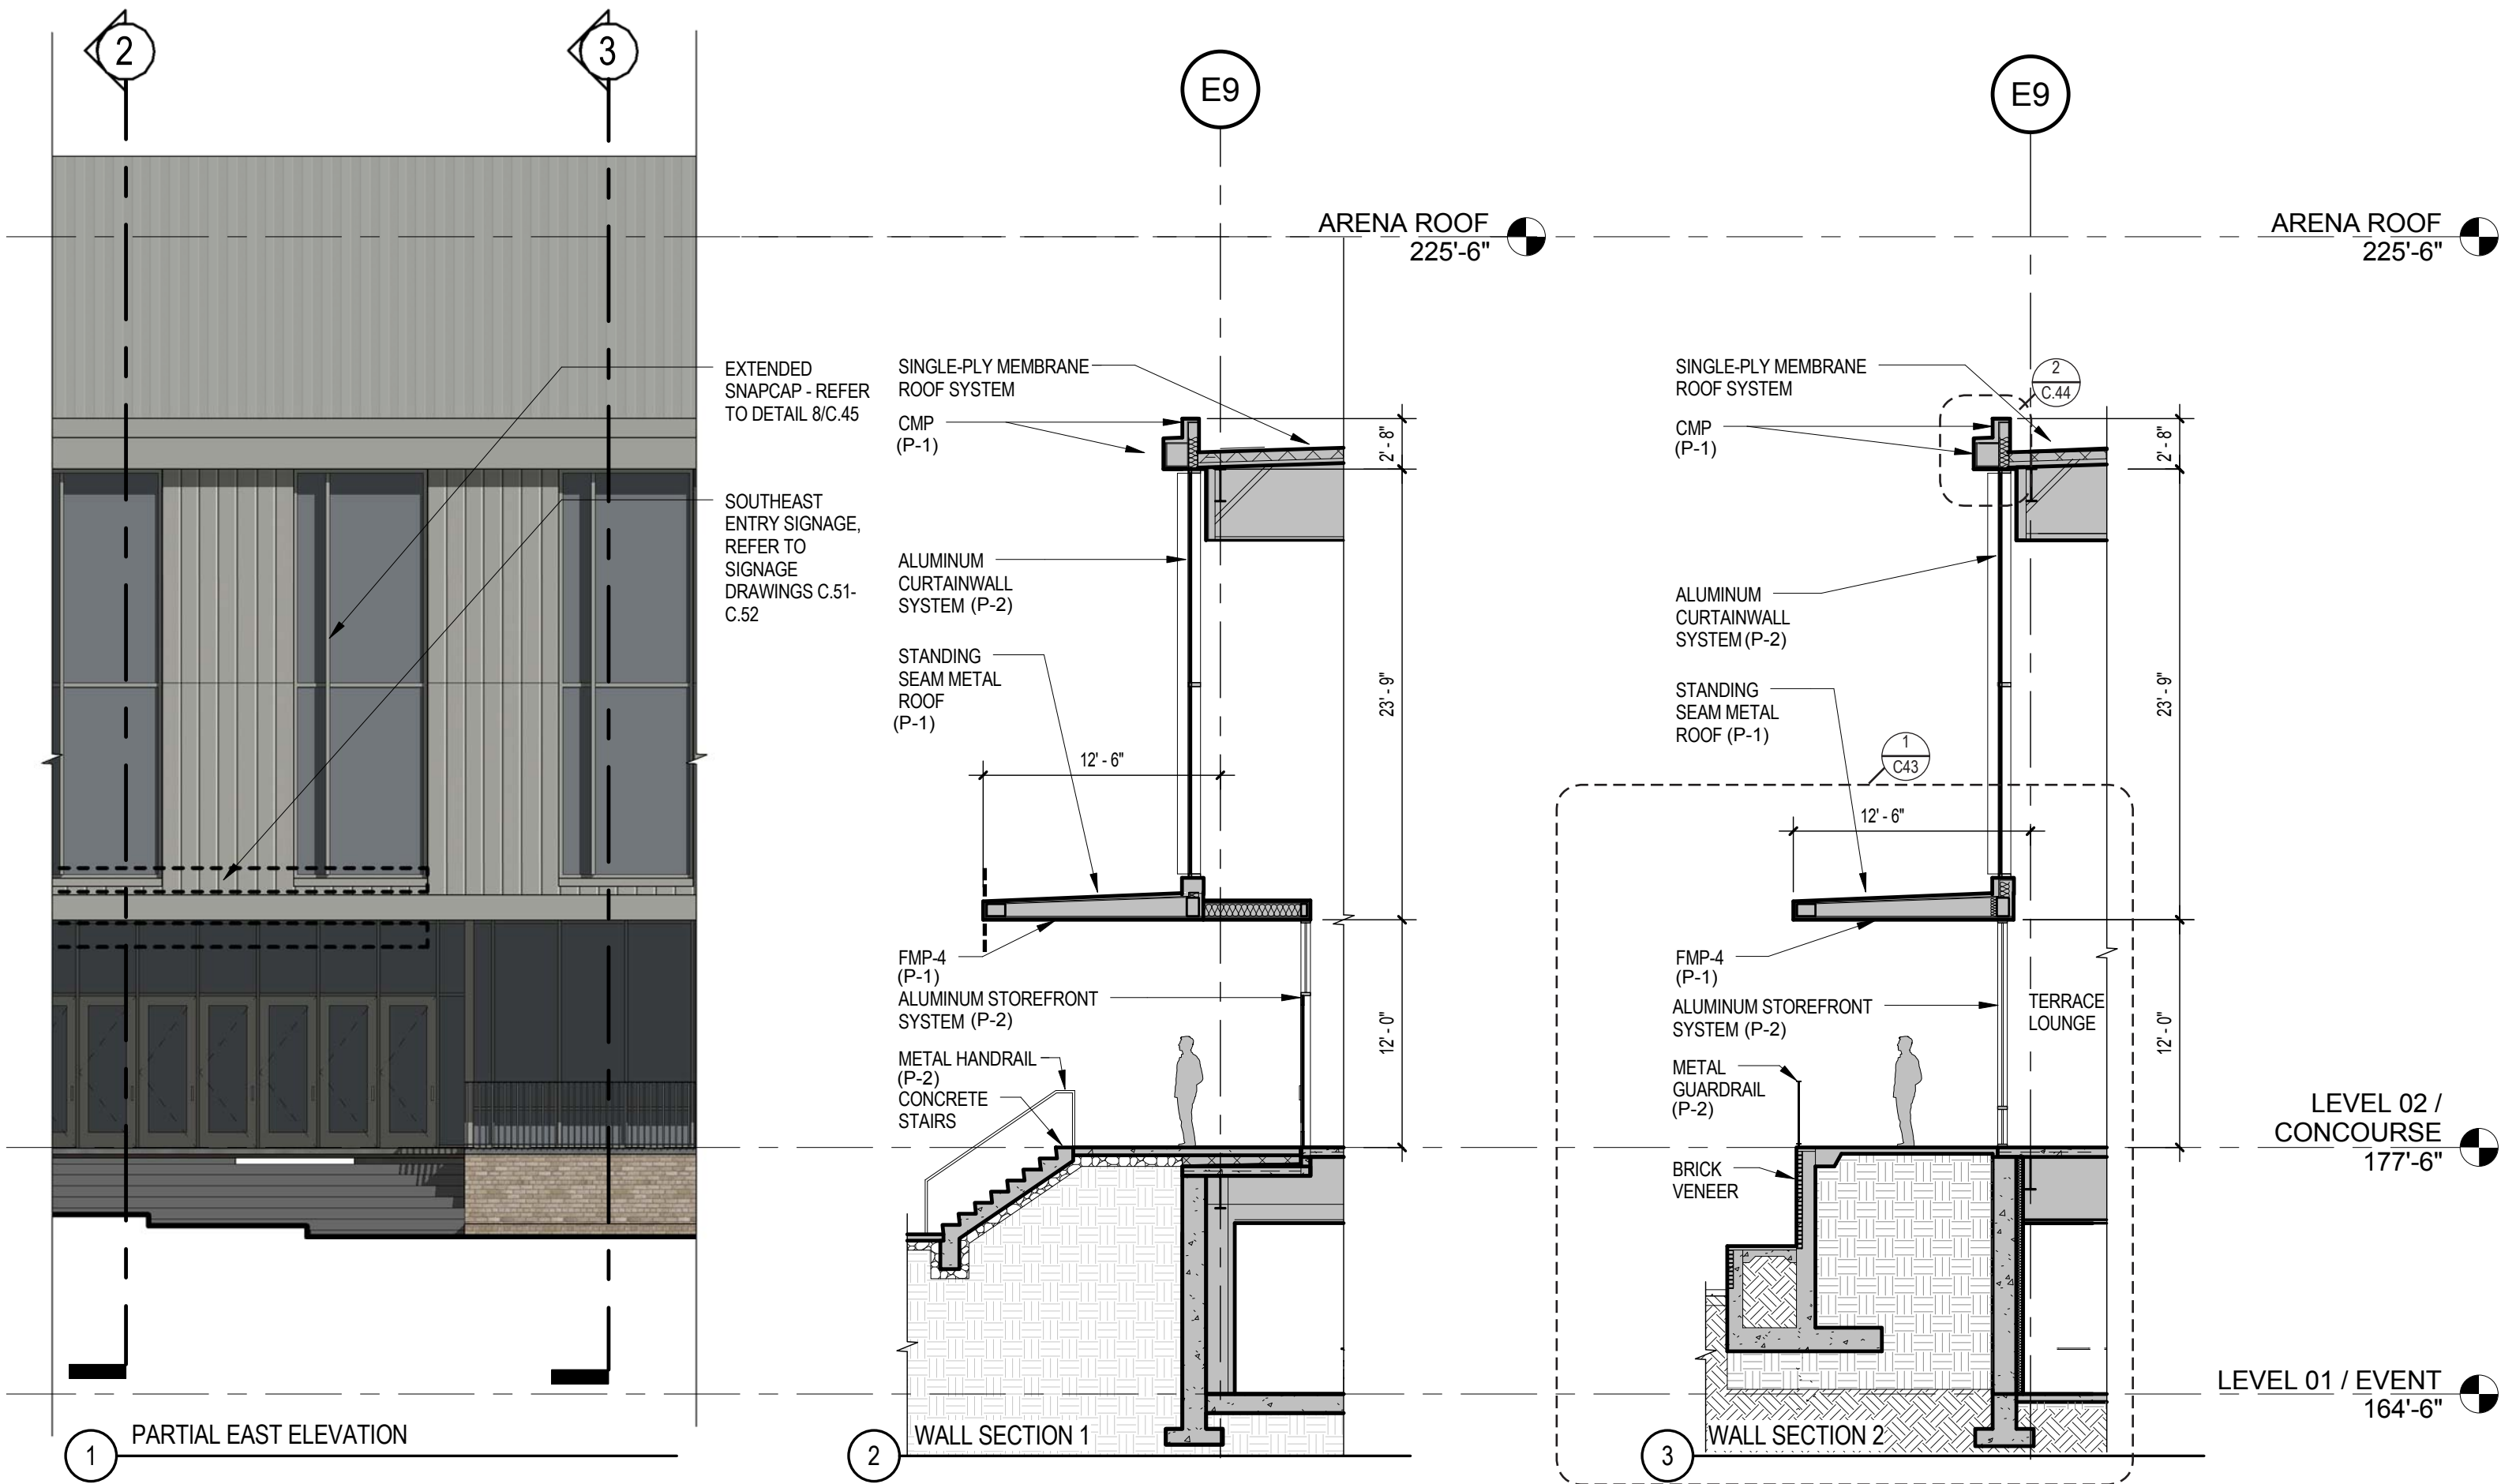 2
3
E9
E9
ARENA ROOF
225'-6"
ARENA ROOF
225'-6"
EXTENDED
SNAPCAP - REFER
TO DETAIL 8/C.45
SOUTHEAST
ENTRY SIGNAGE,
REFER TO
SIGNAGE
DRAWINGS C.51-
C.52
SINGLE-PLY MEMBRANE
ROOF SYSTEM
CMP
(P-1)
ALUMINUM
CURTAINWALL
SYSTEM (P-2)
STANDING
SEAM METAL
ROOF
(P-1)
12' - 6"
FMP-4
(P-1)
ALUMINUM STOREFRONT
SYSTEM (P-2)
METAL HANDRAIL
(P-2)
CONCRETE
STAIRS
2' - 8"
23' - 9"
12' - 0"
SINGLE-PLY MEMBRANE
ROOF SYSTEM
2
C.44
CMP
(P-1)
ALUMINUM
CURTAINWALL
SYSTEM (P-2)
STANDING
SEAM METAL
ROOF (P-1)
1
C43
12' - 6"
FMP-4
(P-1)
ALUMINUM STOREFRONT
SYSTEM (P-2)
TERRACE
LOUNGE
METAL
GUARDRAIL
(P-2)
BRICK
VENEER
2' - 8"
23' - 9"
12' - 0"
LEVEL 02 /
CONCOURSE
177'-6"
LEVEL 01 / EVENT
164'-6"
1
PARTIAL EAST ELEVATION
2
WALL SECTION 1
3
WALL SECTION 2